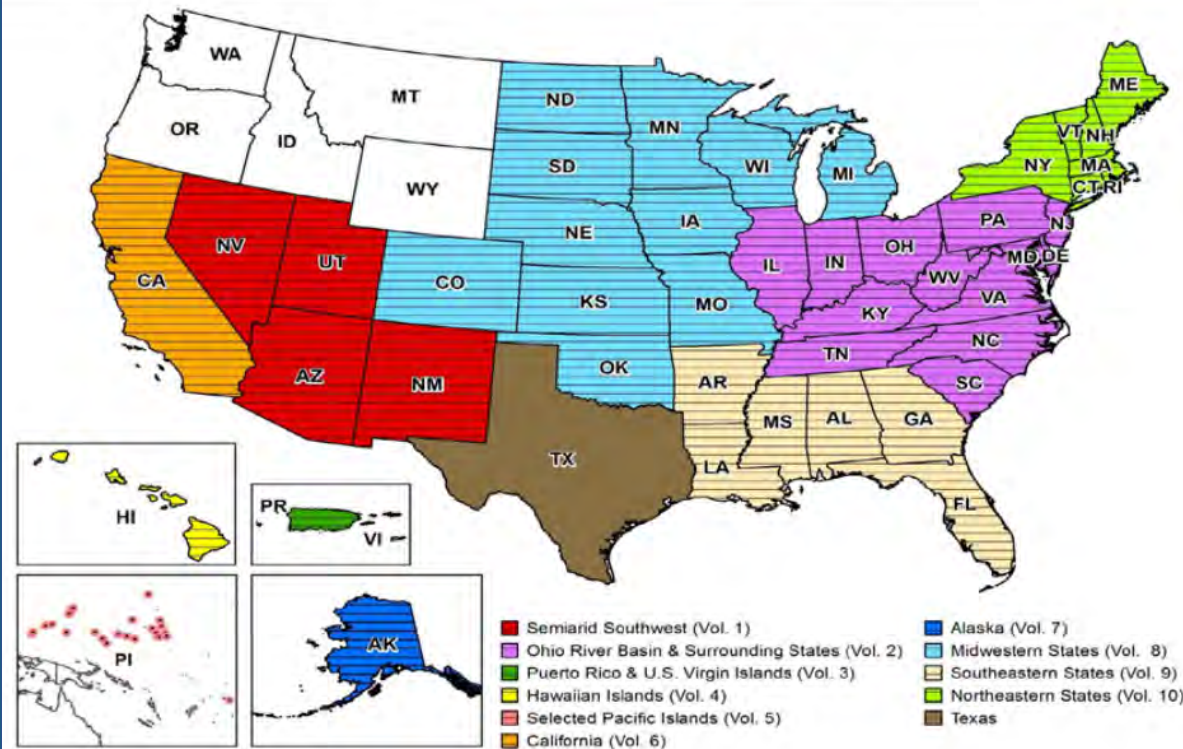 WA
MT
ND
MN
ME
OR
ID
SD
WI
MI
VT
NH
NY
MA
CT
RI
WY
IA
NE
PA
NJ
NV
UT
CO
IL
IN
OH
MD
DE
WV
CA
KS
MO
KY
VA
AZ
NM
OK
AR
TN
NC
SC
MS
AL
GA
TX
LA
FL
HI
PR
VI
PI
AK
Semiarid Southwest (Vol. 1)
Ohio River Basin & Surrounding States (Vol. 2)
Puerto Rico & U.S. Virgin Islands (Vol. 3)
Hawaiian Islands (Vol. 4)
Selected Pacific Islands (Vol. 5)
California (Vol. 6)
Alaska (Vol. 7)
Midwestern States (Vol. 8)
Southeastern States (Vol. 9)
Northeastern States (Vol. 10)
Texas